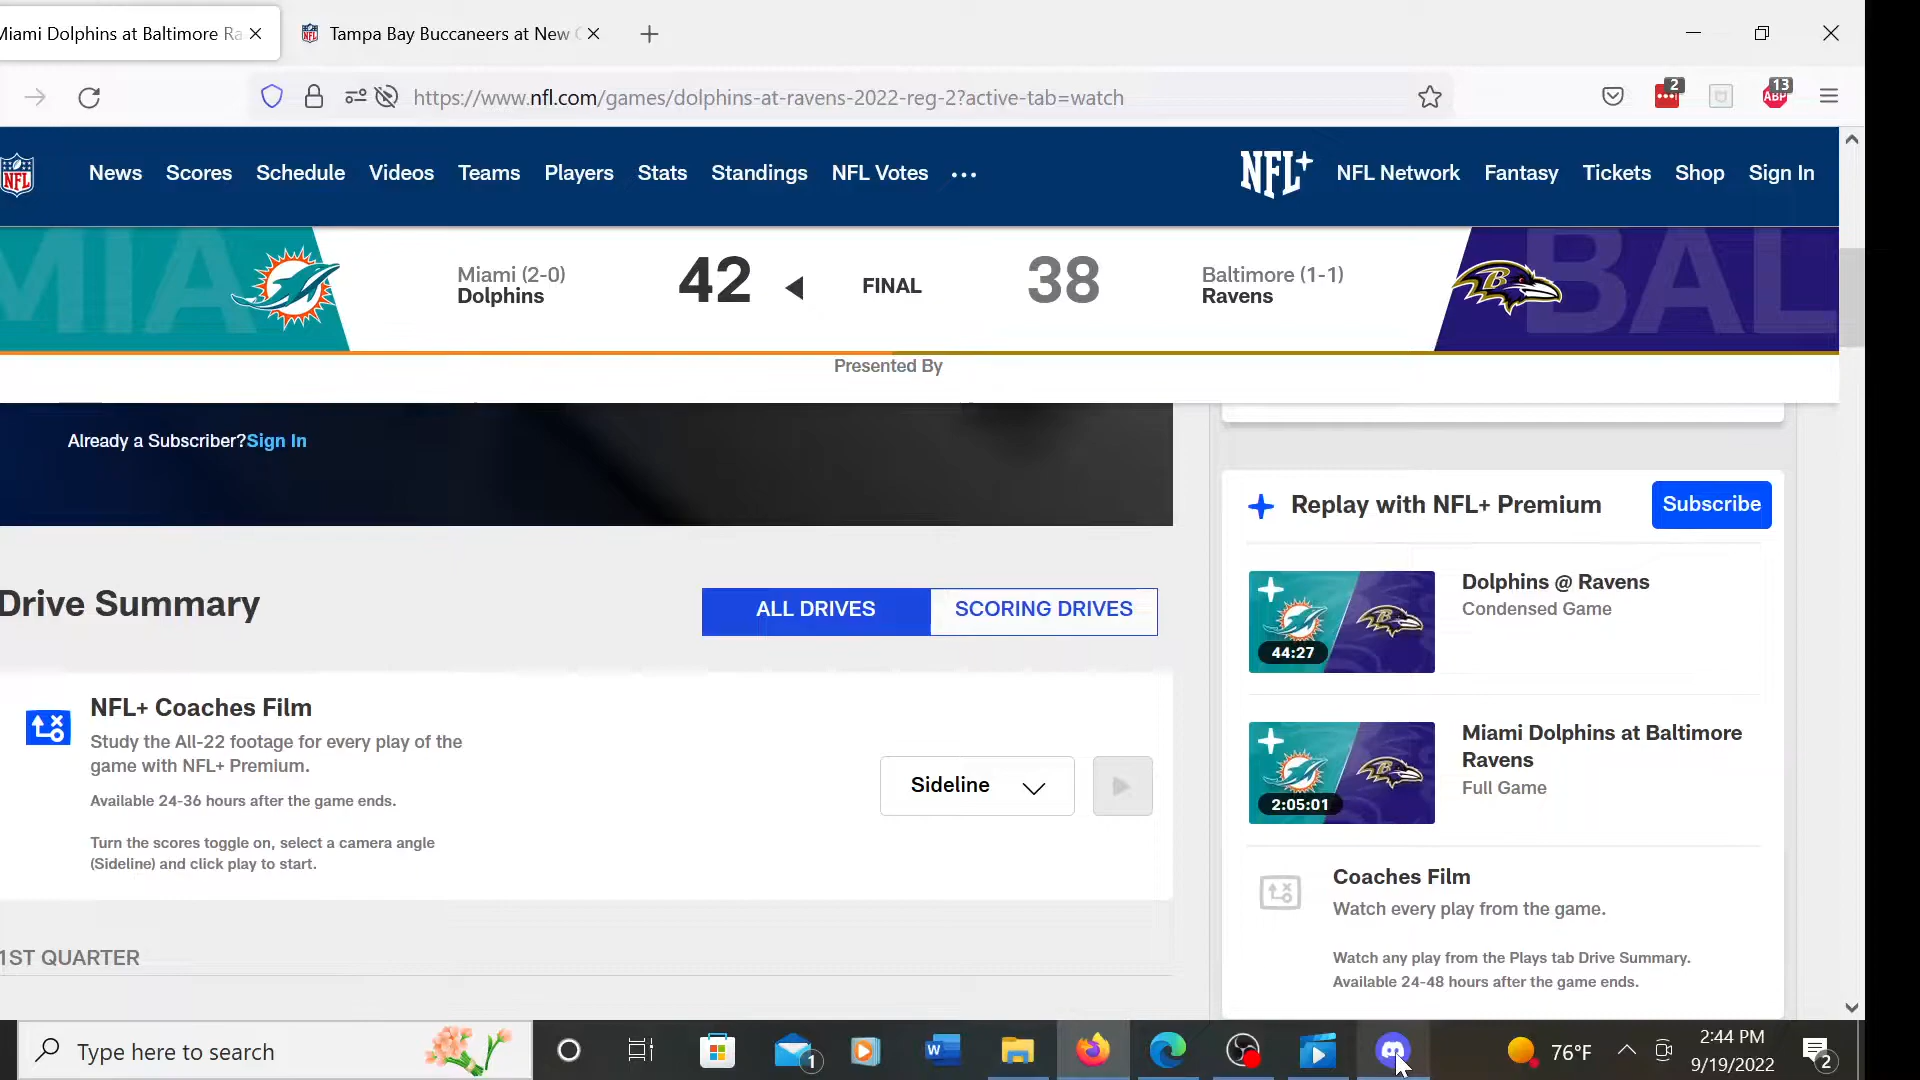 Miami Dolphins at Baltimore Ra
Tampa Bay Buccaneers at New
https://www.nfl.com/games/dolphins-at-ravens-2022-reg-2?active-tab=watch
2
13
ABP
NFL
News Scores Schedule Videos Teams Players Stats Standings NFL Votes
NFL+ NFL Network Fantasy Tickets Shop Sign In
MIA
Miami (2-0)
Dolphins
42
FINAL
38
Baltimore (1-1)
Ravens
BAL
Presented By
Already a Subscriber?Sign In
Drive Summary
ALL DRIVES
SCORING DRIVES
NFL+ Coaches Film
Study the All-22 footage for every play of the
game with NFL+ Premium.
Available 24-36 hours after the game ends.
Turn the scores toggle on, select a camera angle
(Sideline) and click play to start.
Sideline
1ST QUARTER
Replay with NFL+ Premium
Subscribe
Dolphins @ Ravens
Condensed Game
44:27
Miami Dolphins at Baltimore
Ravens
Full Game
2:05:01
Coaches Film
Watch every play from the game.
Watch any play from the Plays tab Drive Summary.
Available 24-48 hours after the game ends.
Type here to search
1
W
76°F
2:44 PM
9/19/2022
2